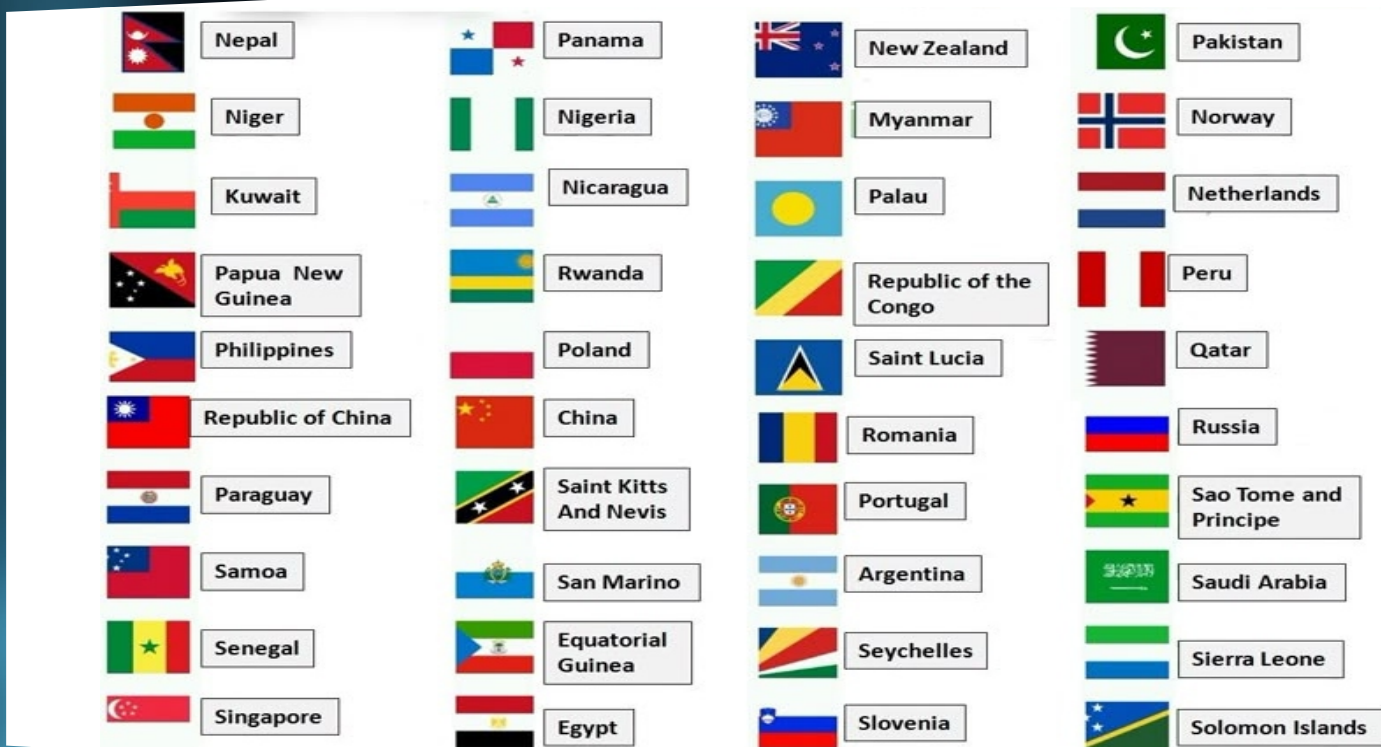 Nepal
Panama
New Zealand
Pakistan
Niger
Nigeria
Myanmar
Norway
Kuwait
Nicaragua
Palau
Netherlands
Papua New
Guinea
Rwanda
Republic of the
Congo
Peru
Philippines
Poland
Saint Lucia
Qatar
Republic of China
China
Romania
Russia
Paraguay
Saint Kitts
And Nevis
Portugal
Sao Tome and
Principe
Samoa
San Marino
Argentina
Saudi Arabia
Senegal
Equatorial
Guinea
Seychelles
Sierra Leone
Singapore
Egypt
Slovenia
Solomon Islands